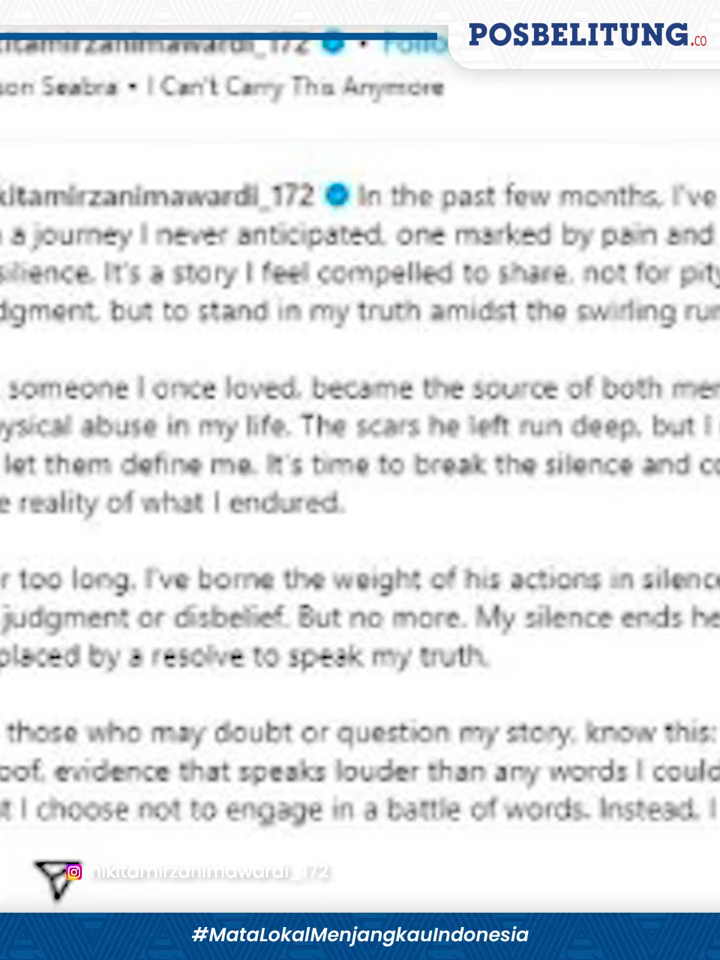 POSBELITUNG.CO
kitamirzanimawardi_172 • Follo
son Seabra • I Can't Carry This Anymore
kitamirzanimawardi_172 In the past few months, I've
a journey I never anticipated, one marked by pain and
silience. It's a story I feel compelled to share, not for pity
dgment, but to stand in my truth amidst the swirling rum
someone I once loved, became the source of both men
ysical abuse in my life. The scars he left run deep, but I
let them define me. It's time to break the silence and co
e reality of what I endured.
r too long, I've borne the weight of his actions in silence
judgment or disbelief. But no more. My silence ends he
placed by a resolve to speak my truth.
those who may doubt or question my story, know this:
oof, evidence that speaks louder than any words I could
t I choose not to engage in a battle of words. Instead, I
nikitamirzanimawardi_172
#MataLokalMenjangkauIndonesia